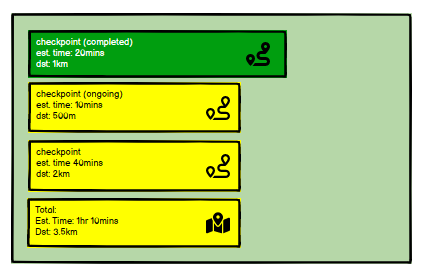 checkpoint (completed)
est. time: 20mins
dst: 1km
checkpoint (ongoing)
est. time: 10mins
dst: 500m
checkpoint
est. time 40mins
dst: 2km
Total:
Est. Time: 1hr 10mins
Dst: 3.5km